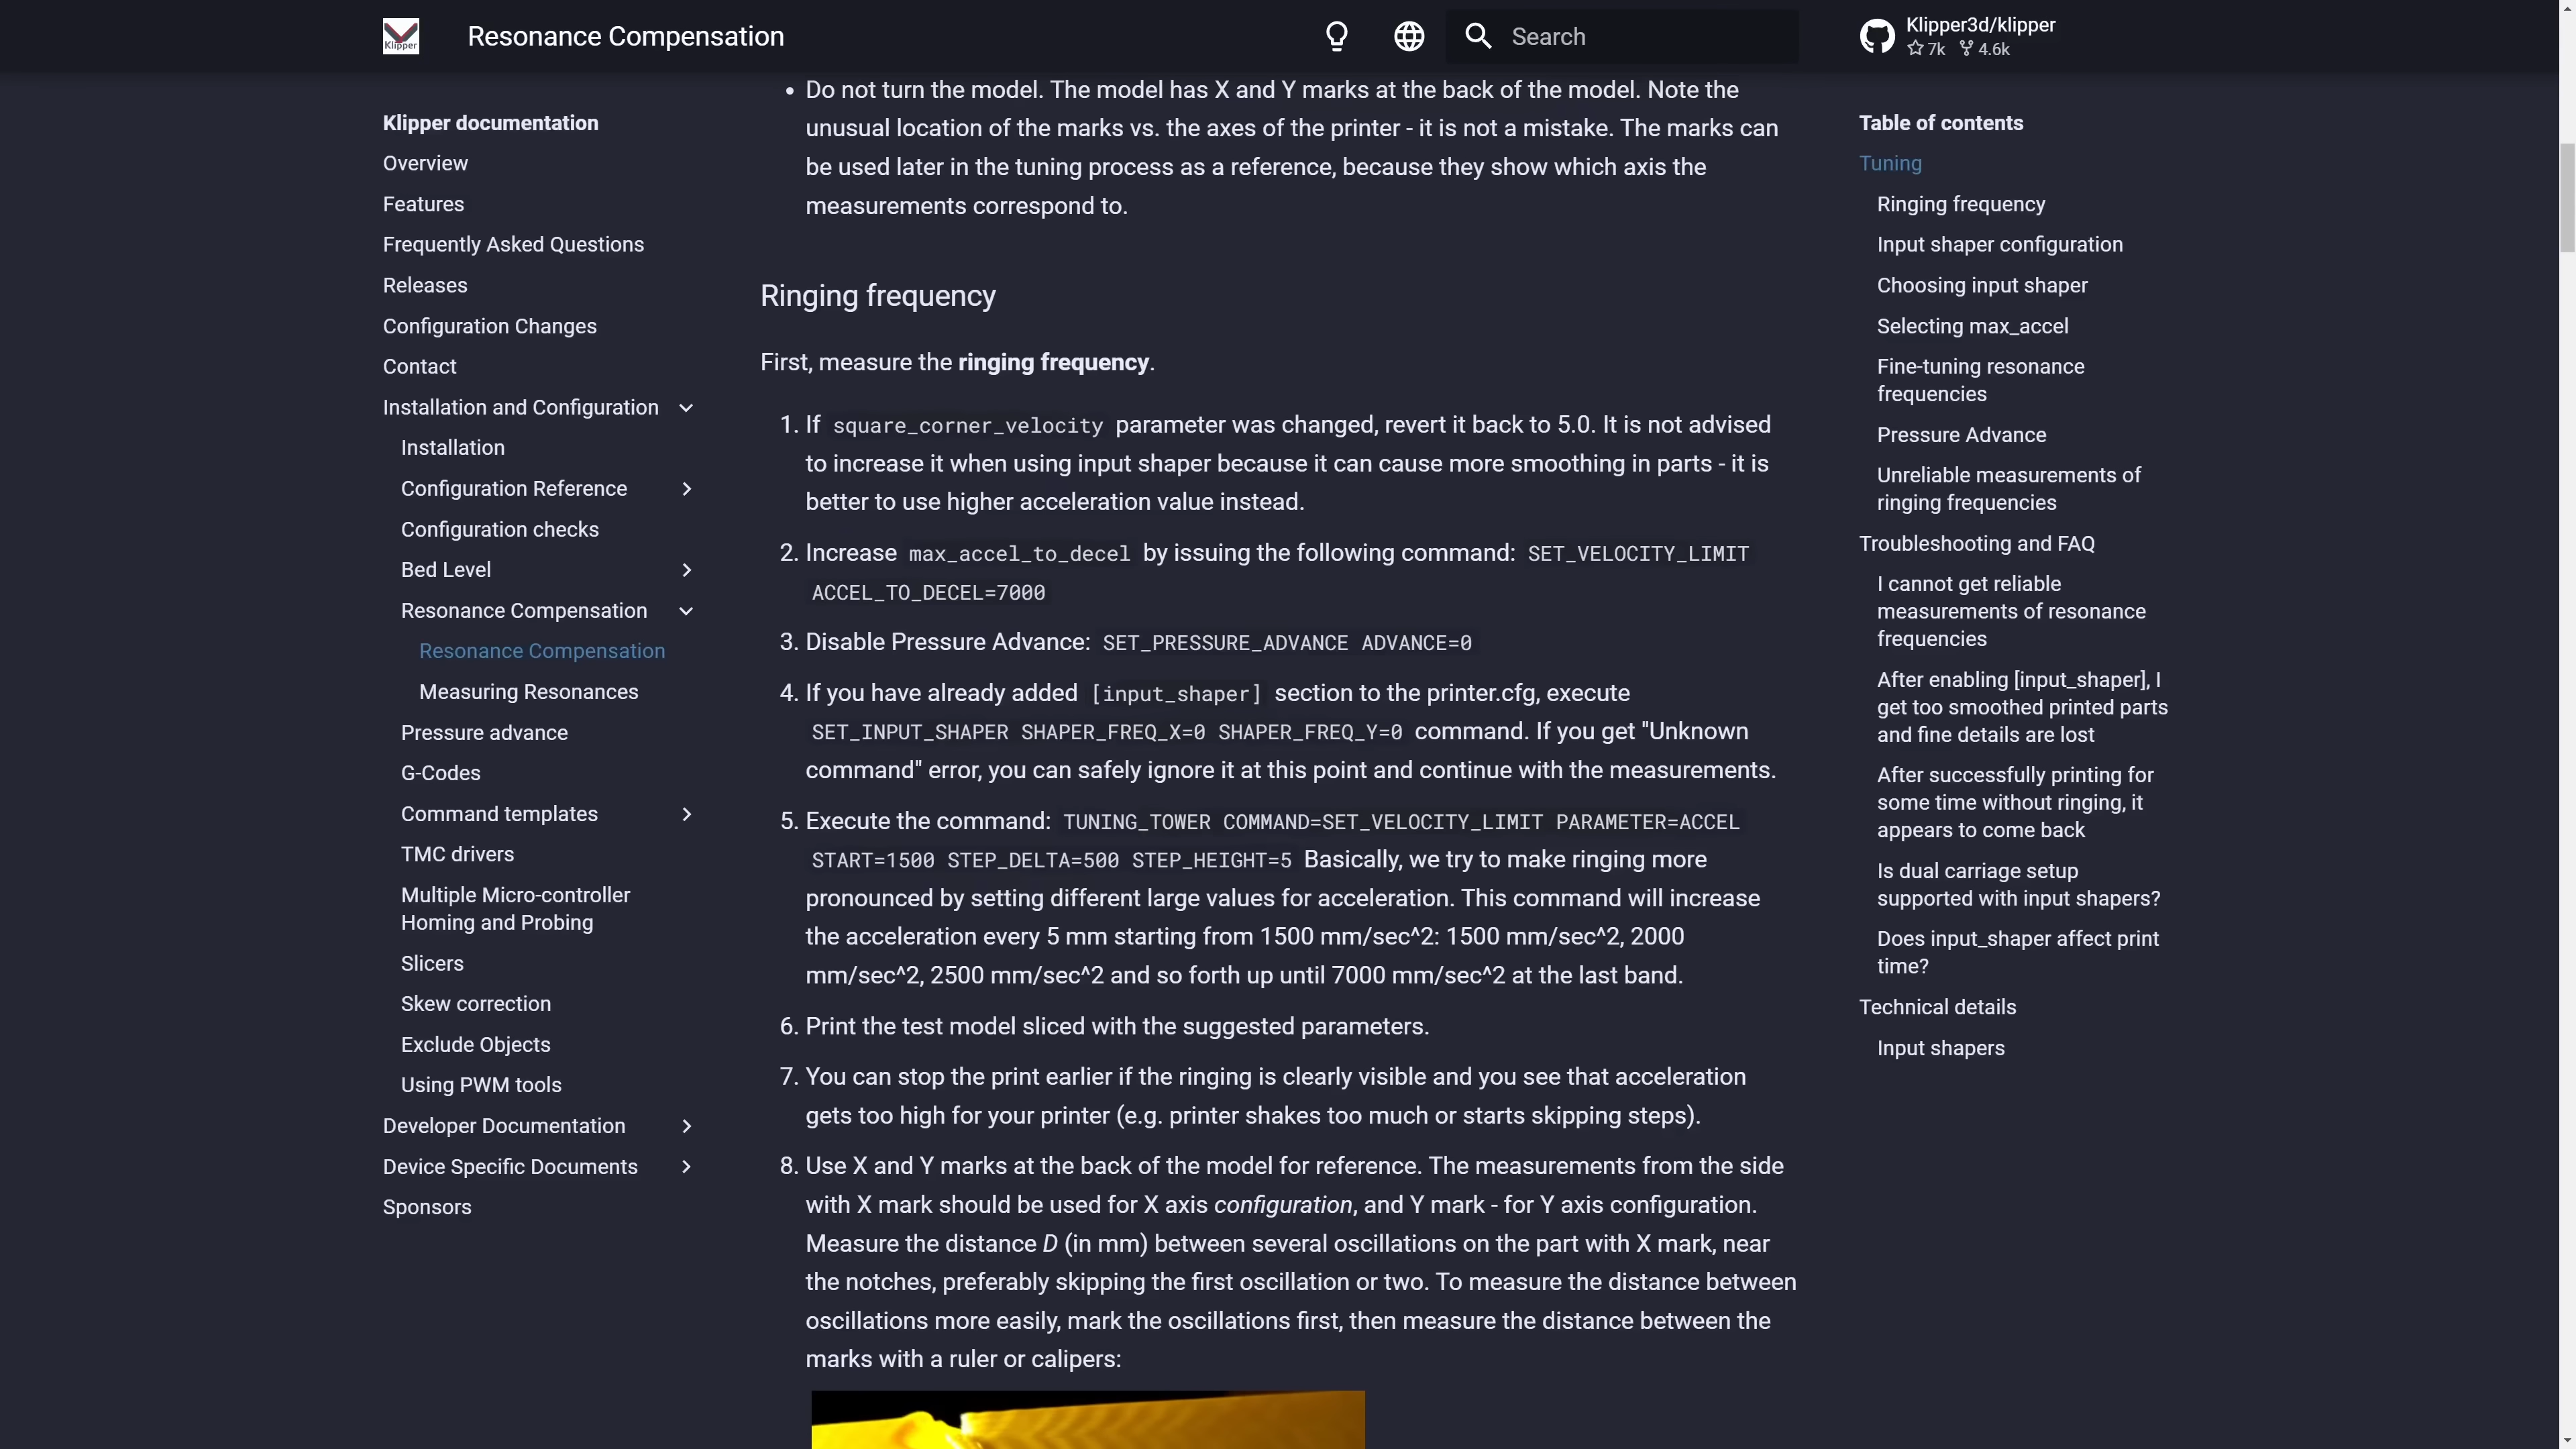 Klipper
Resonance Compensation
Search
Klipper3d/klipper
7k 4.6k
Klipper documentation
Overview
Features
Frequently Asked Questions
Releases
Configuration Changes
Contact
Installation and Configuration
Installation
Configuration Reference
Configuration checks
Bed Level
Resonance Compensation
Resonance Compensation
Measuring Resonances
Pressure advance
G-Codes
Command templates
TMC drivers
Multiple Micro-controller
Homing and Probing
Slicers
Skew correction
Exclude Objects
Using PWM tools
Developer Documentation
Device Specific Documents
Sponsors
• Do not turn the model. The model has X and Y marks at the back of the model. Note the
unusual location of the marks vs. the axes of the printer - it is not a mistake. The marks can
be used later in the tuning process as a reference, because they show which axis the
measurements correspond to.
Ringing frequency
First, measure the ringing frequency.
1. If square_corner_velocity parameter was changed, revert it back to 5.0. It is not advised
to increase it when using input shaper because it can cause more smoothing in parts - it is
better to use higher acceleration value instead.
2. Increase max_accel_to_decel by issuing the following command: SET_VELOCITY_LIMIT
ACCEL_TO_DECEL=7000
3. Disable Pressure Advance: SET_PRESSURE_ADVANCE ADVANCE=0
4. If you have already added [input_shaper] section to the printer.cfg, execute
SET_INPUT_SHAPER SHAPER_FREQ_X=0 SHAPER_FREQ_Y=0 command. If you get "Unknown
command" error, you can safely ignore it at this point and continue with the measurements.
5. Execute the command: TUNING_TOWER COMMAND=SET_VELOCITY_LIMIT PARAMETER=ACCEL
START=1500 STEP_DELTA=500 STEP_HEIGHT=5 Basically, we try to make ringing more
pronounced by setting different large values for acceleration. This command will increase
the acceleration every 5 mm starting from 1500 mm/sec^2: 1500 mm/sec^2, 2000
mm/sec^2, 2500 mm/sec^2 and so forth up until 7000 mm/sec^2 at the last band.
6. Print the test model sliced with the suggested parameters.
7. You can stop the print earlier if the ringing is clearly visible and you see that acceleration
gets too high for your printer (e.g. printer shakes too much or starts skipping steps).
8. Use X and Y marks at the back of the model for reference. The measurements from the side
with X mark should be used for X axis configuration, and Y mark - for Y axis configuration.
Measure the distance D (in mm) between several oscillations on the part with X mark, near
the notches, preferably skipping the first oscillation or two. To measure the distance between
oscillations more easily, mark the oscillations first, then measure the distance between the
marks with a ruler or calipers:
Table of contents
Tuning
Ringing frequency
Input shaper configuration
Choosing input shaper
Selecting max_accel
Fine-tuning resonance
frequencies
Pressure Advance
Unreliable measurements of
ringing frequencies
Troubleshooting and FAQ
I cannot get reliable
measurements of resonance
frequencies
After enabling [input_shaper], I
get too smoothed printed parts
and fine details are lost
After successfully printing for
some time without ringing, it
appears to come back
Is dual carriage setup
supported with input shapers?
Does input_shaper affect print
time?
Technical details
Input shapers